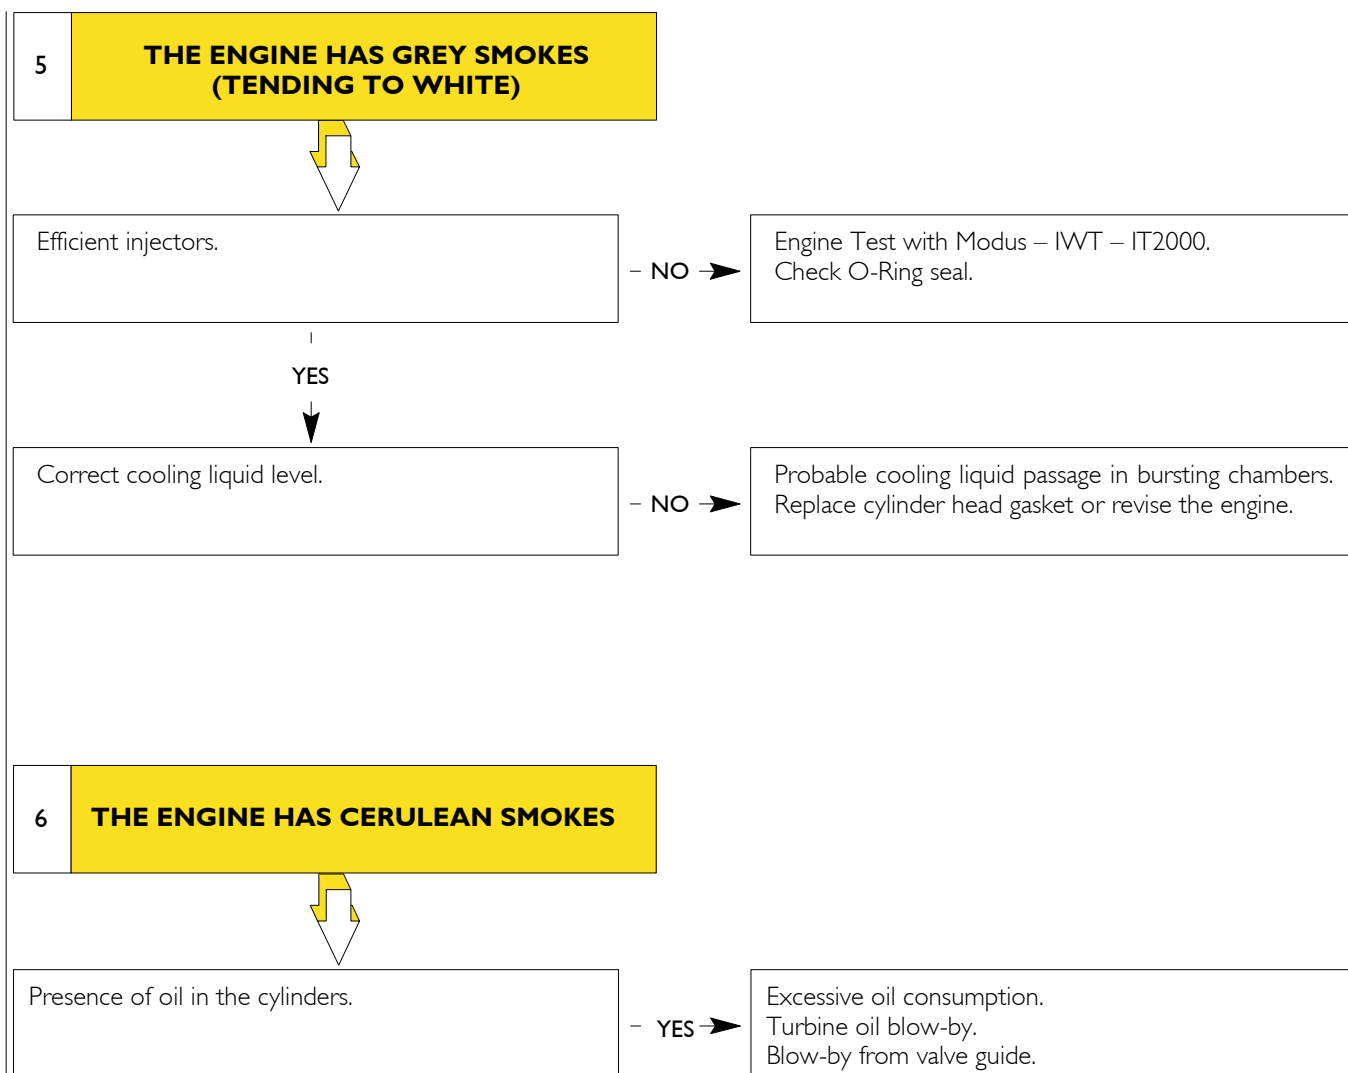 5
THE ENGINE HAS GREY SMOKES
(TENDING TO WHITE)
Efficient injectors.
– NO
Engine Test with Modus – IWT – IT2000.
Check O-Ring seal.
YES
Correct cooling liquid level.
– NO
Probable cooling liquid passage in bursting chambers.
Replace cylinder head gasket or revise the engine.
6
THE ENGINE HAS CERULEAN SMOKES
Presence of oil in the cylinders.
– YES
Excessive oil consumption.
Turbine oil blow-by.
Blow-by from valve guide.